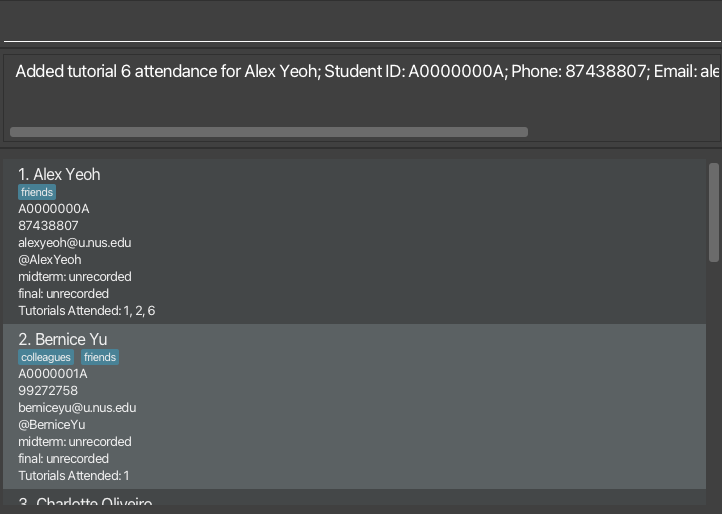 Added tutorial 6 attendance for Alex Yeoh; Student ID: A0000000A; Phone: 87438807; Email: ale
1. Alex Yeoh
friends
A0000000A
87438807
alexyeoh@u.nus.edu
@AlexYeoh
midterm: unrecorded
final: unrecorded
Tutorials Attended: 1, 2, 6
2. Bernice Yu
colleagues friends
A0000001A
99272758
berniceyu@u.nus.edu
@BerniceYu
midterm: unrecorded
final: unrecorded
Tutorials Attended: 1
3. Charlotte Oliveiro